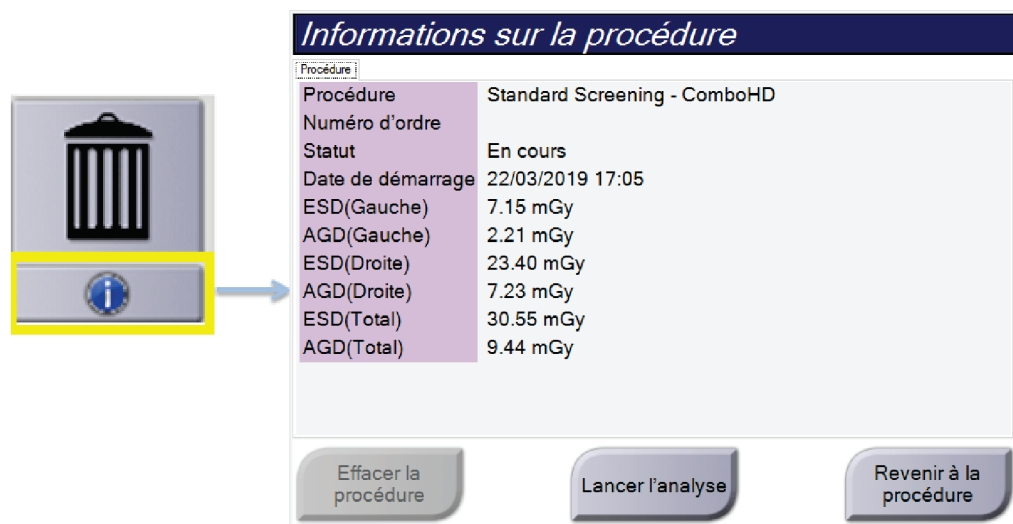 Informations sur la procédure
Procédure
Procédure Standard Screening - ComboHD
Numéro d'ordre
Statut En cours
Date de démarrage 22/03/2019 17:05
ESD(Gauche) 7.15 mGy
AGD(Gauche) 2.21 mGy
ESD(Droite) 23.40 mGy
AGD(Droite) 7.23 mGy
ESD(Total) 30.55 mGy
AGD(Total) 9.44 mGy
Effacer la
procédure
Lancer l'analyse
Revenir à la
procédure